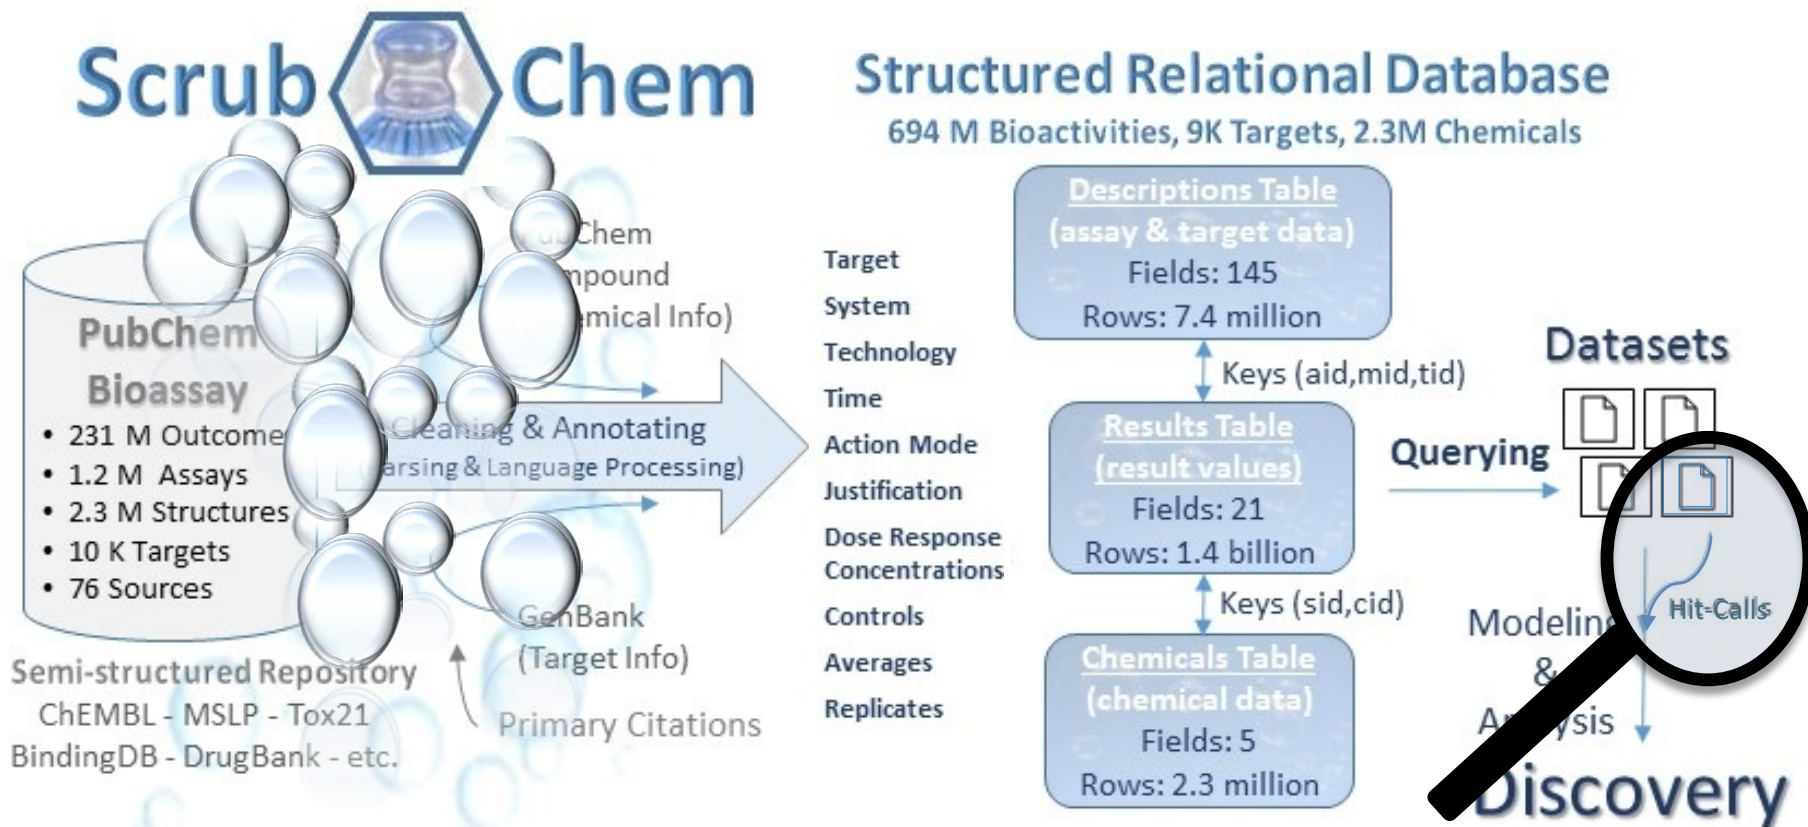 Scrub Chem
PubChem
Bioassay
• 231 M Outcome
• 1.2 M Assays
• 2.3 M Structures
• 10 K Targets
• 76 Sources
Semi-structured Repository
ChEMBL - MSLP - Tox21
BindingDB - DrugBank - etc.
Chem
Info)
Cleaning & Annotating
& Language Processing)
GenBank
(Target Info)
Primary Citations
Structured Relational Database
694 M Bioactivities, 9K Targets, 2.3M Chemicals
Target
System
Technology
Time
Action Mode
Justification
Dose Response
Concentrations
Controls
Averages
Replicates
Descriptions Table
(assay & target data)
Fields: 145
Rows: 7.4 million
Keys (aid,mid,tid)
Results Table
(result values)
Fields: 21
Rows: 1.4 billion
Keys (sid,cid)
Chemicals Table
(chemical data)
Fields: 5
Rows: 2.3 million
Querying
Datasets
Hit-Calls
Modeling
&
Analysis
Discovery